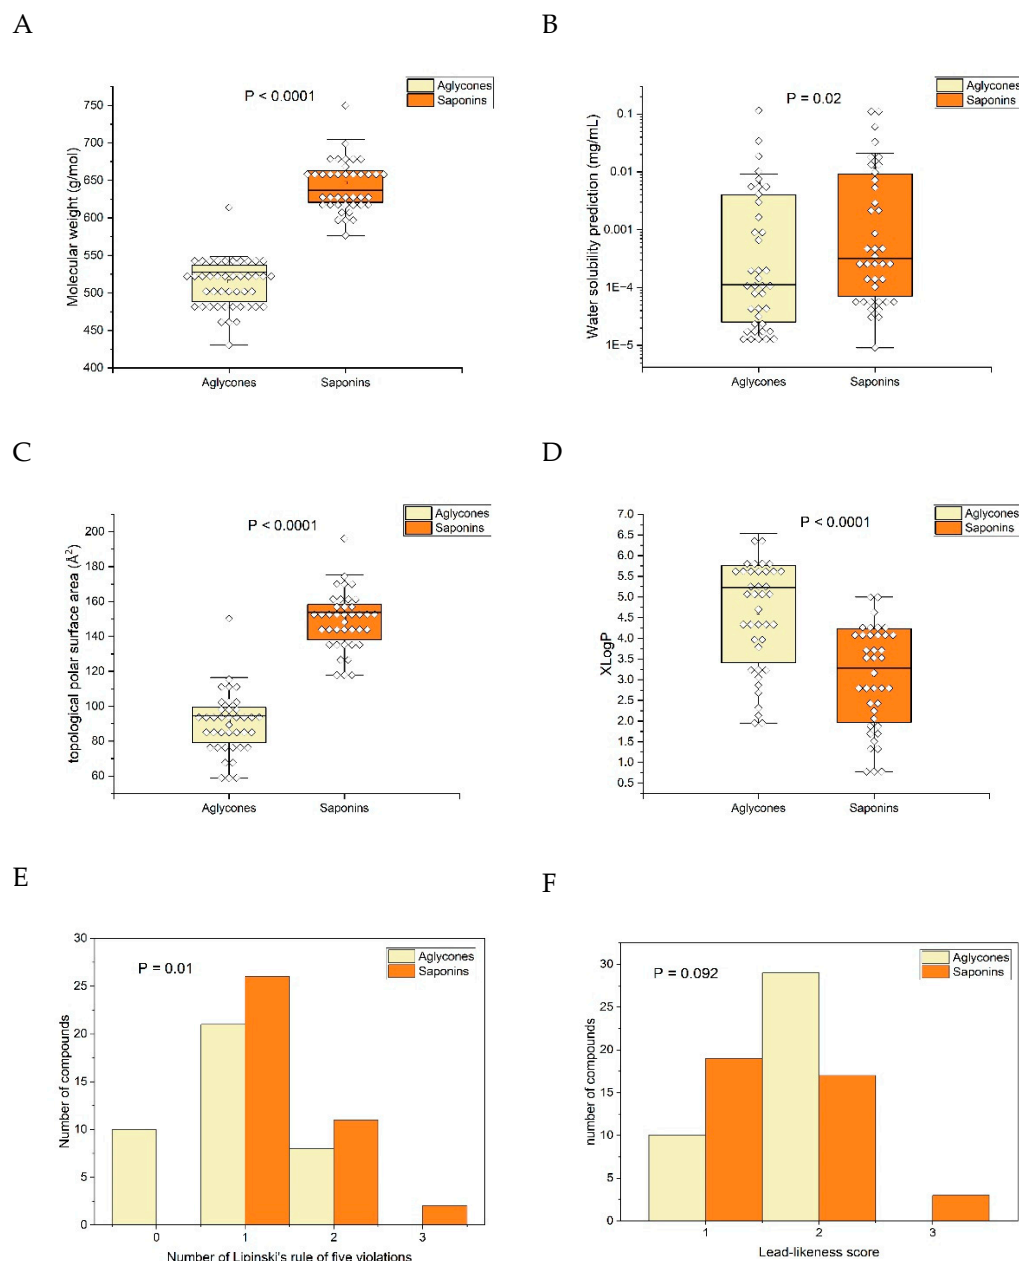 A
Aglycones
Saponins
P < 0.0001
Molecular weight (g/mol)
750
700
650
600
550
500
450
400
Aglycones
Saponins
B
Aglycones
Saponins
P = 0.02
Water solubility prediction (mg/mL)
0.1
0.01
0.001
1E−4
1E−5
Aglycones
Saponins
C
Aglycones
Saponins
P < 0.0001
topological polar surface area (Å²)
200
180
160
140
120
100
80
60
Aglycones
Saponins
D
Aglycones
Saponins
P < 0.0001
XLogP
7.0
6.5
6.0
5.5
5.0
4.5
4.0
3.5
3.0
2.5
2.0
1.5
1.0
0.5
Aglycones
Saponins
E
Aglycones
Saponins
P = 0.01
Number of compounds
30
25
20
15
10
5
0
0
1
2
3
Number of Lipinski's rule of five violations
F
Aglycones
Saponins
P = 0.092
number of compounds
30
25
20
15
10
5
0
1
2
3
Lead-likeness score